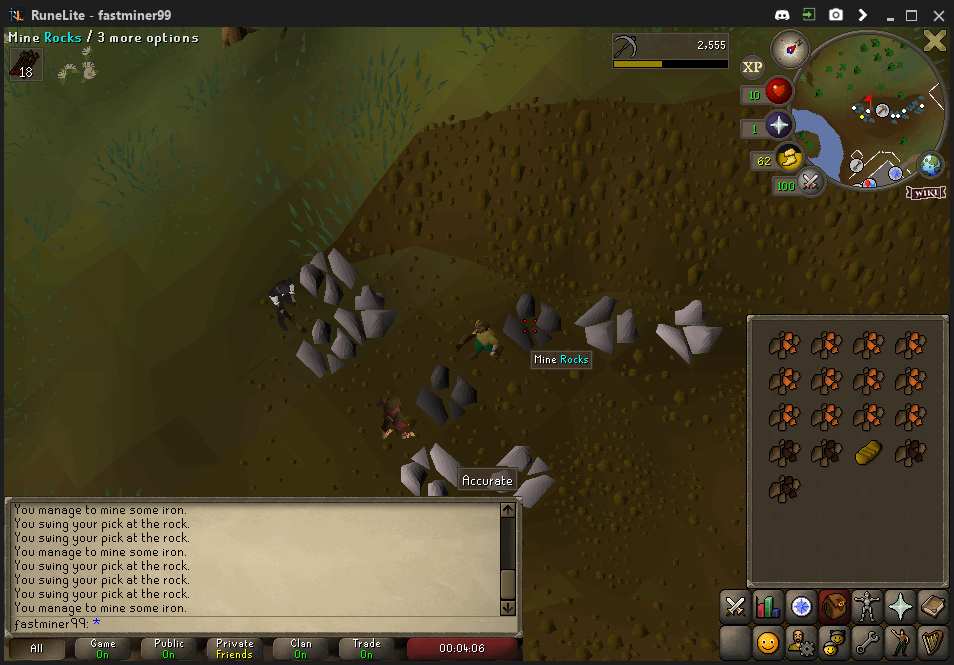 RuneLite - fastminer99
Mine Rocks / 3 more options
18
2,555
XP
10
1
62
100
WIKI
Mine Rocks
Accurate
You manage to mine some iron.
You swing your pick at the rock.
You swing your pick at the rock.
You manage to mine some iron.
You swing your pick at the rock.
You swing your pick at the rock.
You swing your pick at the rock.
You manage to mine some iron.
fastminer99: *
All
Game
On
Public
On
Private
Friends
Clan
On
Trade
On
00:04:06